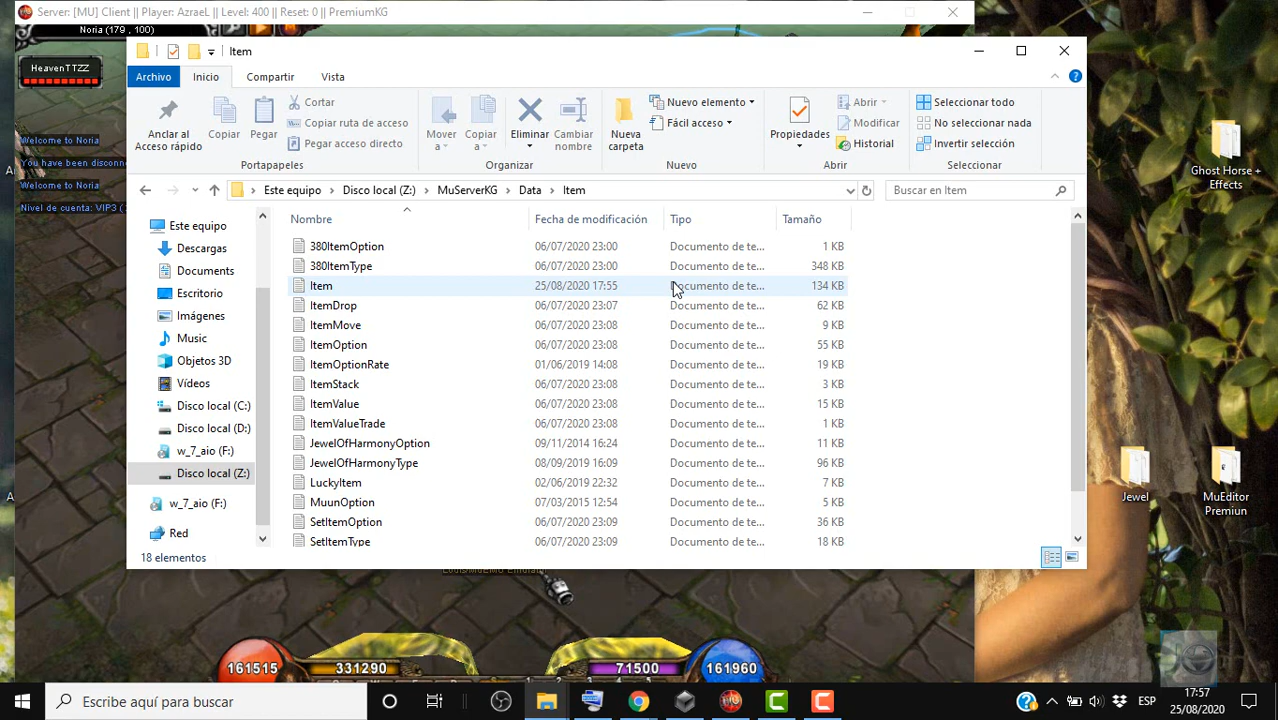 Server: [MU] Client || Player: AzraeL || Level: 400 || Reset: 0 || PremiumKG
Noria (179 , 100)
HeavenTTZZ
Welcome to Noria
You have been disconn
Welcome to Noria
Nivel de cuenta: VIP3 (
Item
Archivo
Inicio
Compartir
Vista
Anclar al Acceso rápido
Copiar
Pegar
Cortar
Copiar ruta de acceso
Pegar acceso directo
Portapapeles
Mover a
Copiar a
Eliminar
Cambiar nombre
Organizar
Nueva carpeta
Nuevo elemento
Fácil acceso
Nuevo
Propiedades
Abrir
Modificar
Historial
Abrir
Seleccionar todo
No seleccionar nada
Invertir selección
Seleccionar
Este equipo > Disco local (Z:) > MuServerKG > Data > Item
Buscar en Item
Este equipo
Descargas
Documents
Escritorio
Imágenes
Music
Objetos 3D
Vídeos
Disco local (C:)
Disco local (D:)
w_7_aio (F:)
Disco local (Z:)
w_7_aio (F:)
Red
Nombre Fecha de modificación Tipo Tamaño
380ItemOption 06/07/2020 23:00 Documento de te... 1 KB
380ItemType 06/07/2020 23:00 Documento de te... 348 KB
Item 25/08/2020 17:55 Documento de te... 134 KB
ItemDrop 06/07/2020 23:07 Documento de te... 62 KB
ItemMove 06/07/2020 23:08 Documento de te... 9 KB
ItemOption 06/07/2020 23:08 Documento de te... 55 KB
ItemOptionRate 01/06/2019 14:08 Documento de te... 19 KB
ItemStack 06/07/2020 23:08 Documento de te... 3 KB
ItemValue 06/07/2020 23:08 Documento de te... 15 KB
ItemValueTrade 06/07/2020 23:08 Documento de te... 1 KB
JewelOfHarmonyOption 09/11/2014 16:24 Documento de te... 11 KB
JewelOfHarmonyType 08/09/2019 16:09 Documento de te... 96 KB
LuckyItem 02/06/2019 22:32 Documento de te... 7 KB
MuunOption 07/03/2015 12:54 Documento de te... 5 KB
SetItemOption 06/07/2020 23:09 Documento de te... 36 KB
SetItemType 06/07/2020 23:09 Documento de te... 18 KB
18 elementos
Ghost Horse + Effects
Jewel
MuEditor Premiun
161515
331290
71500
161960
Escribe aquí para buscar
ESP
17:57
25/08/2020